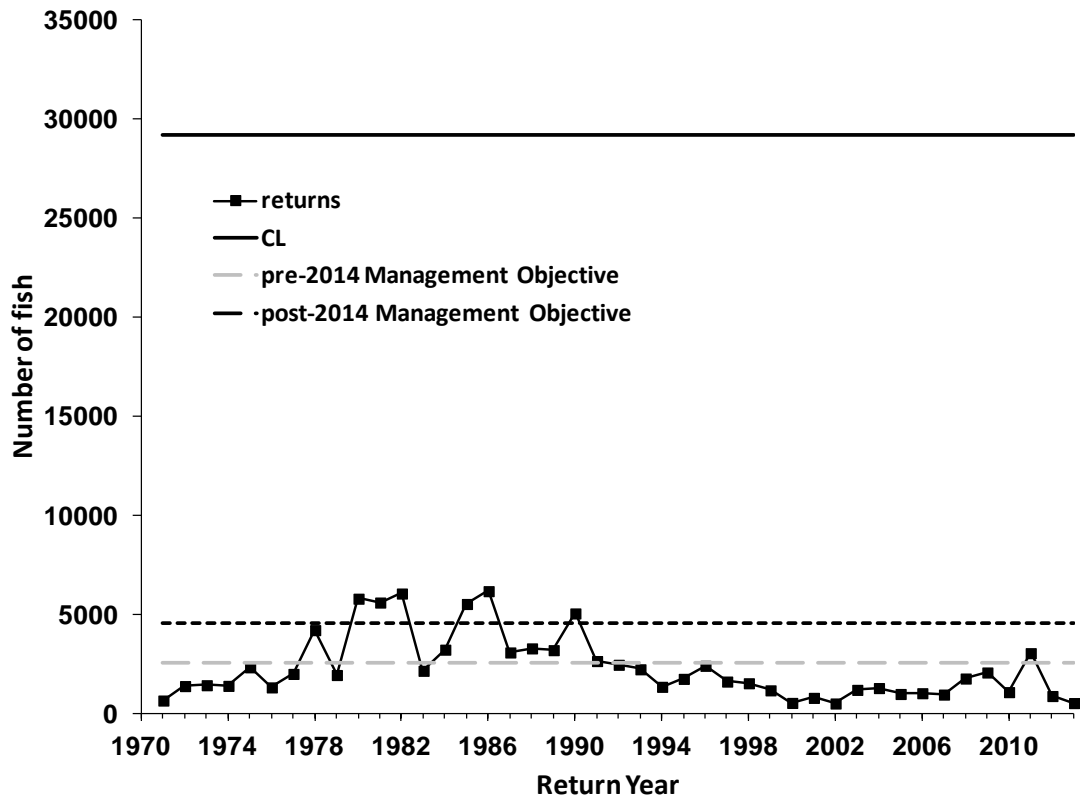 35000
30000
25000
20000
15000
10000
5000
0
Number of fish
returns
CL
pre-2014 Management Objective
post-2014 Management Objective
1970 1974 1978 1982 1986 1990 1994 1998 2002 2006 2010
Return Year